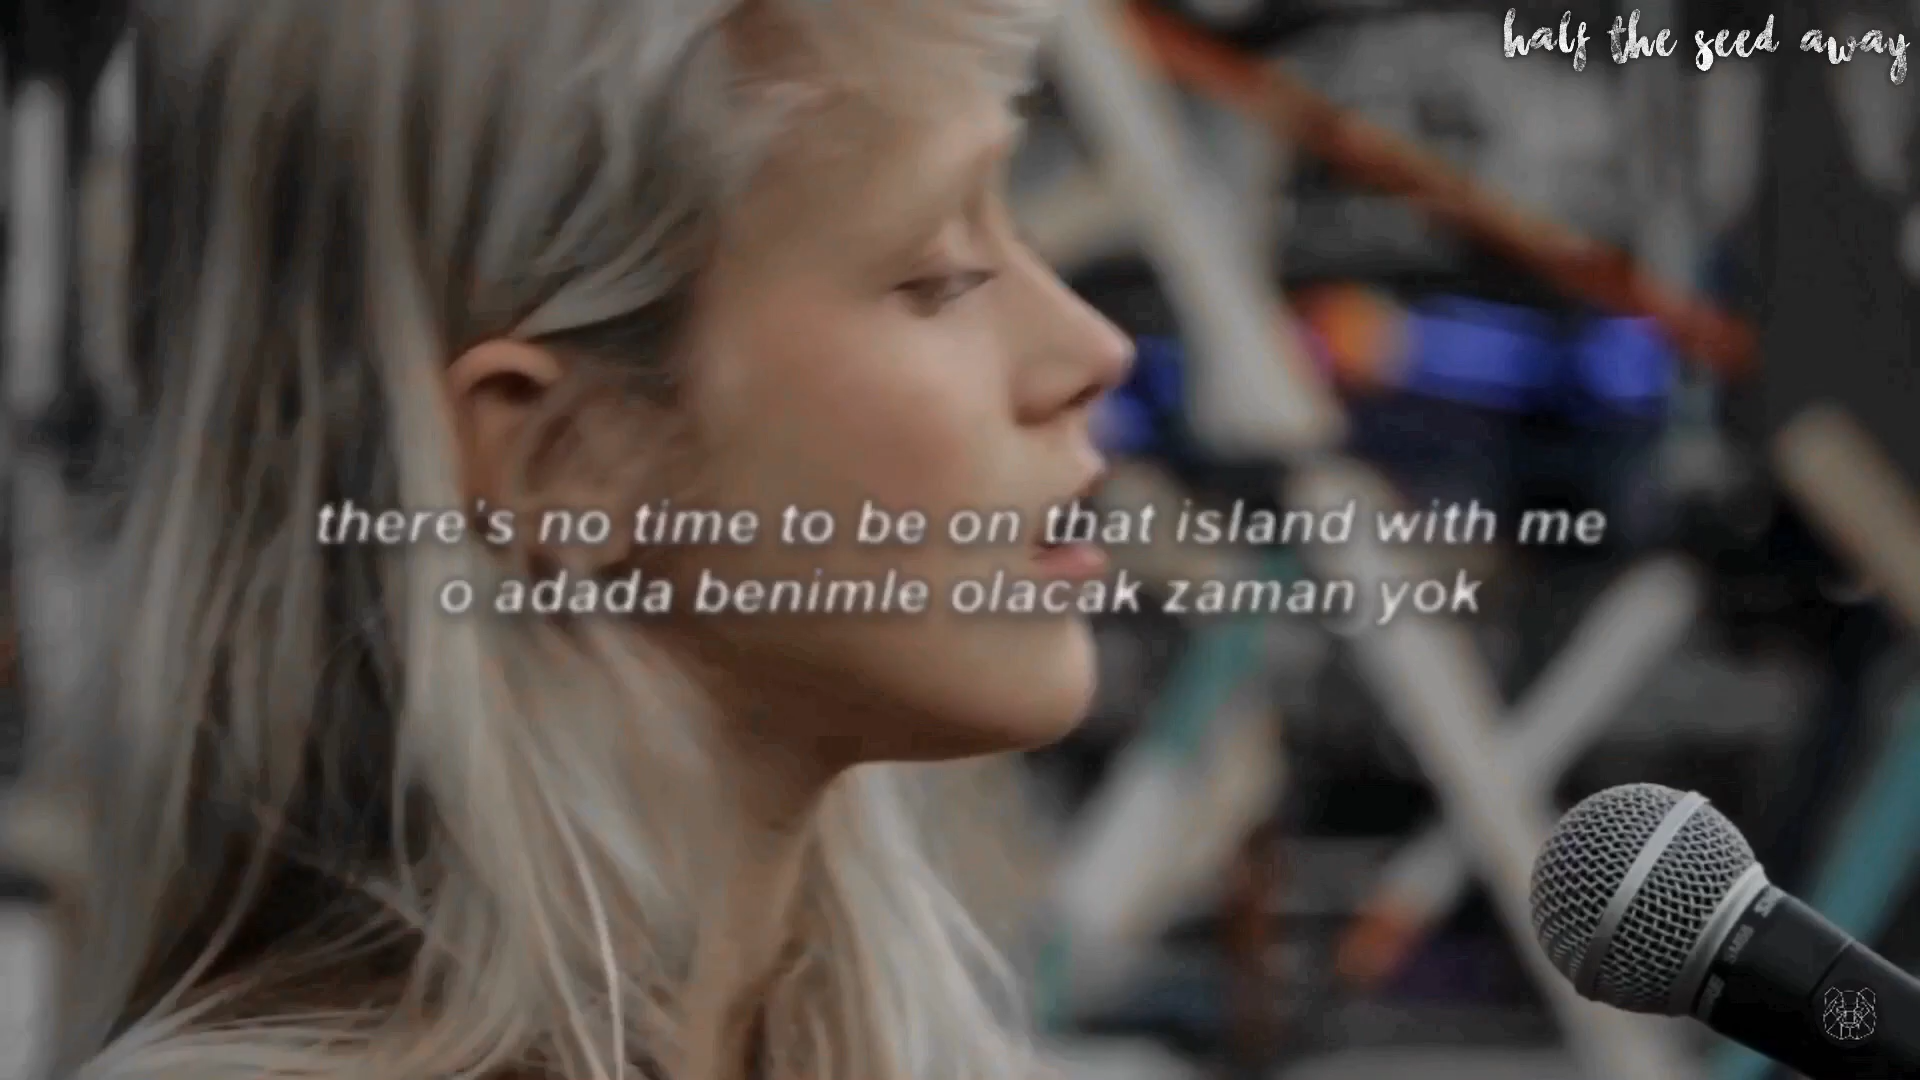 half the seed away
there's no time to be on that island with me
o adada benimle olacak zaman yok